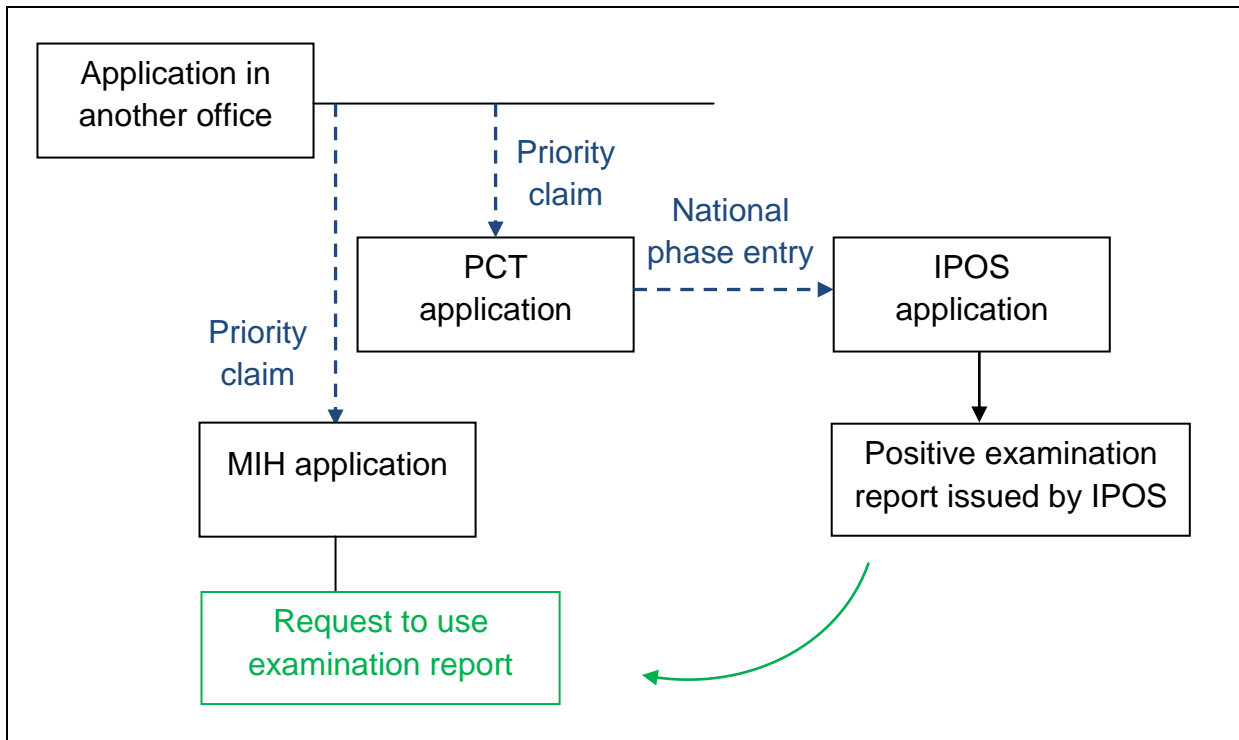 Application in
another office
Priority
claim
National
phase entry
PCT
application
IPOS
application
Priority
claim
MIH application
Positive examination
report issued by IPOS
Request to use
examination report